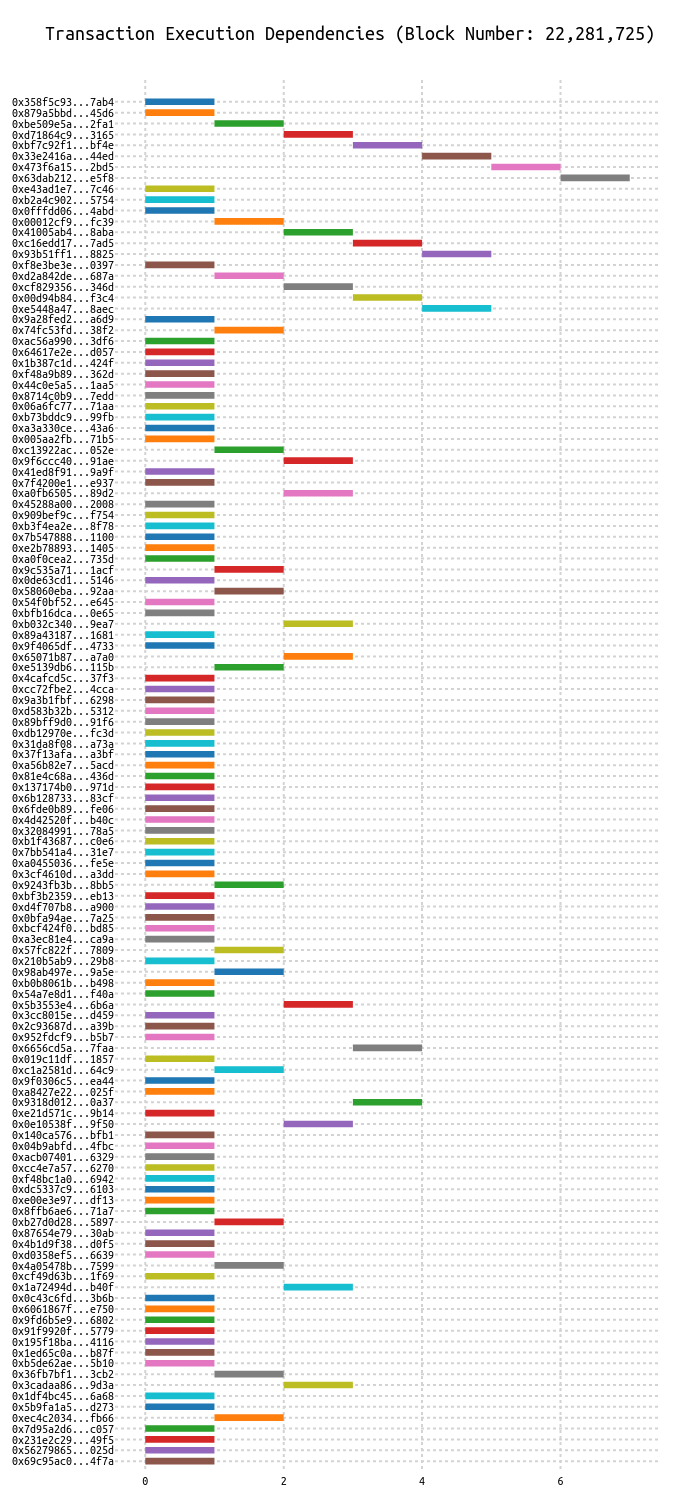 Transaction Execution Dependencies (Block Number: 22,281,725)
0x358f5c93...7ab4
0x879a5bbd...45d6
0xbe509e5a...2fa1
0xd71864c9...3165
0xbf7c92f1...bf4e
0x33e2416a...44ed
0x473f6a15...2bd5
0x63dab212...e5f8
0xe43ad1e7...7c46
0xb2a4c902...5754
0x0fffdd06...4abd
0x00012cf9...fc39
0x41005ab4...8aba
0xc16edd17...7ad5
0x93b51ff1...8825
0xf8e3be3e...0397
0xd2a842de...687a
0xcf829356...346d
0x00d94b84...f3c4
0xe5448a47...8aec
0x9a28fed2...a6d9
0x74fc53fd...38f2
0xac56a990...3df6
0x64617e2e...d057
0x1b387c1d...424f
0xf48a9b89...362d
0x44c0e5a5...1aa5
0x8714c0b9...7edd
0x06a6fc77...71aa
0xb73bddc9...99fb
0xa3a330ce...43a6
0x005aa2fb...71b5
0xc13922ac...052e
0x9f6ccc40...91ae
0x41ed8f91...9a9f
0x7f4200e1...e937
0xa0fb6505...89d2
0x45288a00...2008
0x909bef9c...f754
0xb3f4ea2e...8f78
0x7b547888...1100
0xe2b78893...1405
0xa0f0cea2...735d
0x9c535a71...1acf
0x0de63cd1...5146
0x58060eba...92aa
0x54f0bf52...e645
0xbfb16dca...0e65
0xb032c340...9ea7
0x89a43187...1681
0x9f4065df...4733
0x65071b87...a7a0
0xe5139db6...115b
0x4cafcd5c...37f3
0xcc72fbe2...4cca
0x9a3b1fbf...6298
0xd583b32b...5312
0x89bff9d0...91f6
0xdb12970e...fc3d
0x31da8f08...a73a
0x37f13afa...a3bf
0xa56b82e7...5acd
0x81e4c68a...436d
0x137174b0...971d
0x6b128733...83cf
0x6fde0b89...fe06
0x4d42520f...b40c
0x32084991...78a5
0xb1f43687...c0e6
0x7bb541a4...31e7
0xa0455036...fe5e
0x3cf4610d...a3dd
0x9243fb3b...8bb5
0xbf3b2359...eb13
0xd4f707b8...a900
0x0bfa94ae...7a25
0xbcf424f0...bd85
0xa3ec81e4...ca9a
0x57fc822f...7809
0x210b5ab9...29b8
0x98ab497e...9a5e
0xb0b8061b...b498
0x54a7e8d1...f40a
0x5b3553e4...6b6a
0x3cc8015e...d459
0x2c93687d...a39b
0x952fdcf9...b5b7
0x6656cd5a...7faa
0x019c11df...1857
0xc1a2581d...64c9
0x9f0306c5...ea44
0xa8427e22...025f
0x9318d012...0a37
0xe21d571c...9b14
0x0e10538f...9f50
0x140ca576...bfb1
0x04b9abfd...4fbc
0xacb07401...6329
0xcc4e7a57...6270
0xf48bc1a0...6942
0xdc5337c9...6103
0xe00e3e97...df13
0x8ffb6ae6...71a7
0xb27d0d28...5897
0x87654e79...30ab
0x4b1d9f38...d0f5
0xd0358ef5...6639
0x4a05478b...7599
0xcf49d63b...1f69
0x1a72494d...b40f
0x0c43c6fd...3b6b
0x6061867f...e750
0x9fd6b5e9...6802
0x91f9920f...5779
0x195f18ba...4116
0x1ed65c0a...b87f
0xb5de62ae...5b10
0x36fb7bf1...3cb2
0x3cadaa86...9d3a
0x1df4bc45...6a68
0x5b9fa1a5...d273
0xec4c2034...fb66
0x7d95a2d6...c057
0x231e2c29...49f5
0x56279865...025d
0x69c95ac0...4f7a
0 2 4 6